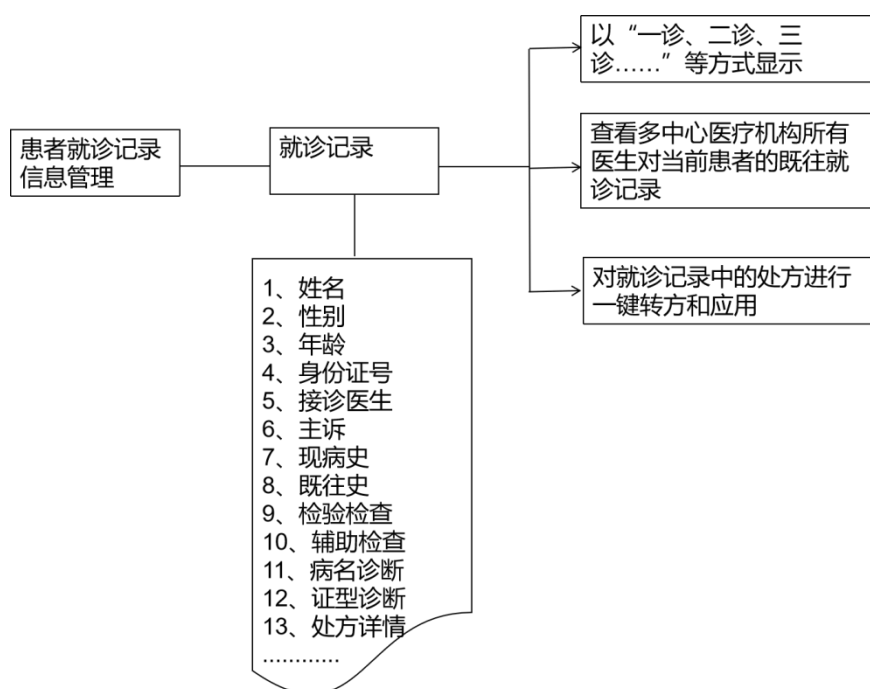 患者就诊记录
信息管理
就诊记录
以“一诊、二诊、三
诊……”等方式显示
查看多中心医疗机构所有
医生对当前患者的既往就
诊记录
对就诊记录中的处方进行
一键转方和应用
1、姓名
2、性别
3、年龄
4、身份证号
5、接诊医生
6、主诉
7、现病史
8、既往史
9、检验检查
10、辅助检查
11、病名诊断
12、证型诊断
13、处方详情
............